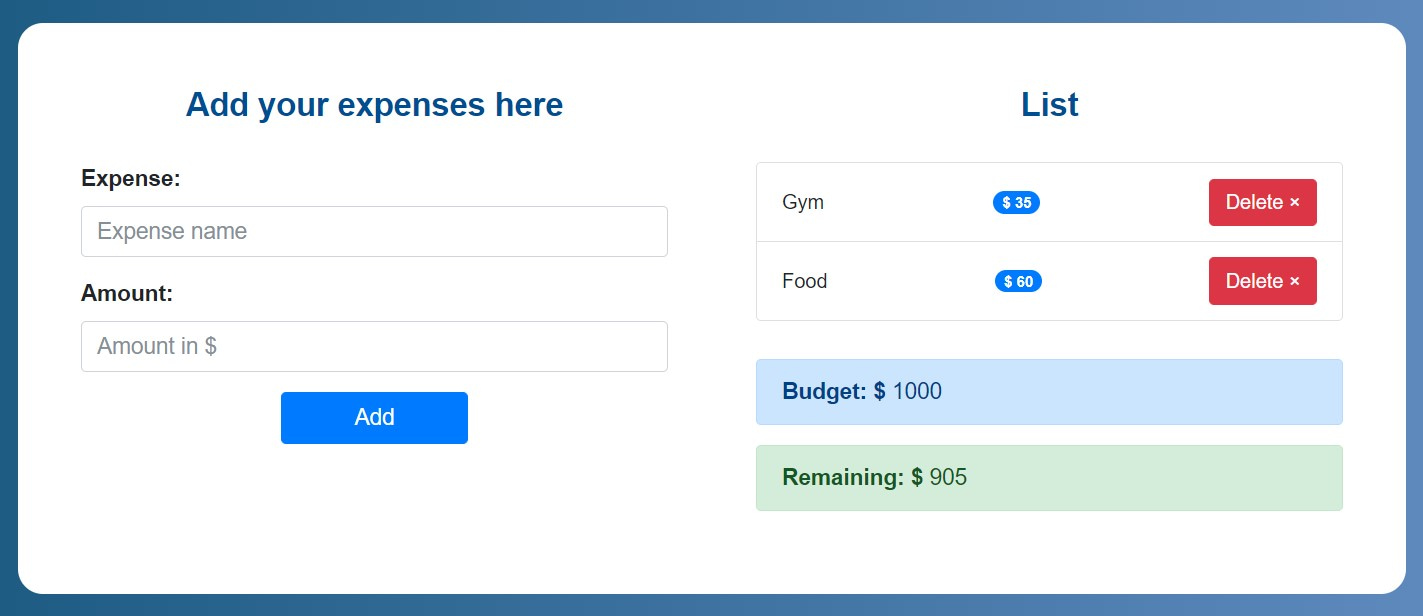 Add your expenses here
Expense:
Expense name
Amount:
Amount in $
Add
List
Gym $ 35 Delete ×
Food $ 60 Delete ×
Budget: $ 1000
Remaining: $ 905